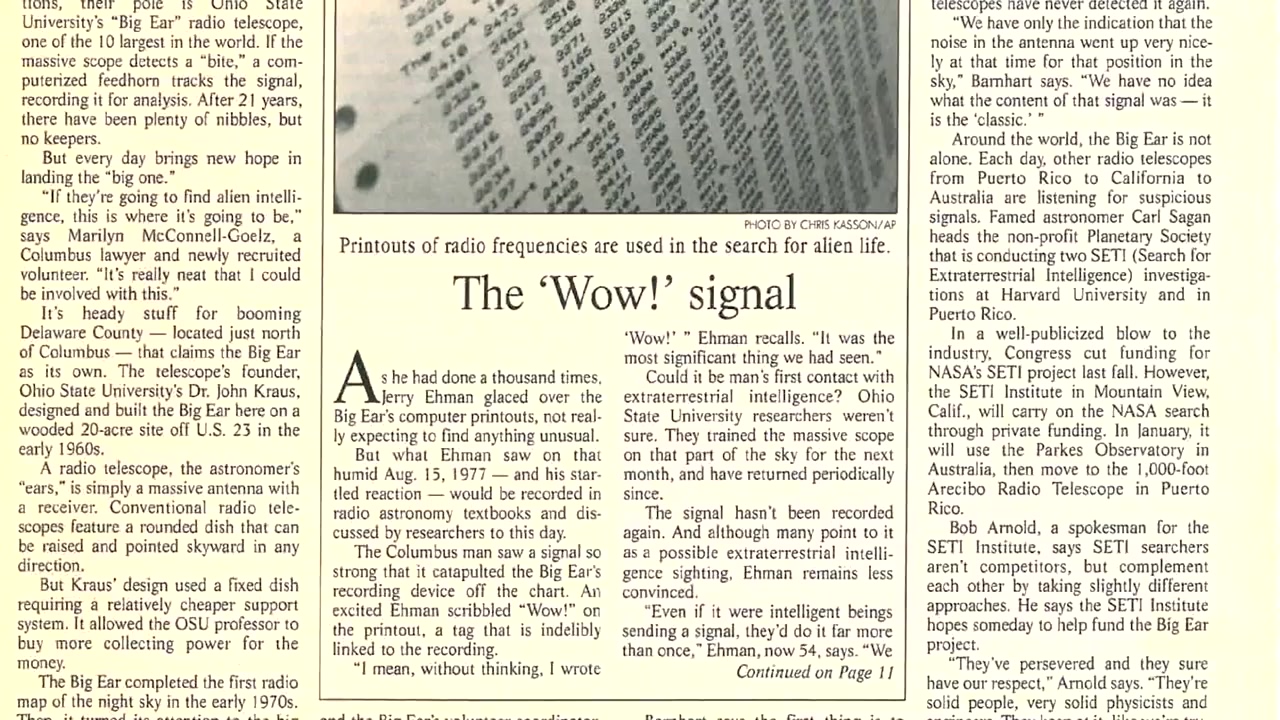 tions, their pole is Ohio State
University's “Big Ear” radio telescope,
one of the 10 largest in the world. If the
massive scope detects a “bite,” a com-
puterized feedhorn tracks the signal,
recording it for analysis. After 21 years,
there have been plenty of nibbles, but
no keepers.
But every day brings new hope in
landing the “big one.”
“If they're going to find alien intelli-
gence, this is where it's going to be,”
says Marilyn McConnell-Goelz, a
Columbus lawyer and newly recruited
volunteer. “It's really neat that I could
be involved with this.”
It's heady stuff for booming
Delaware County — located just north
of Columbus — that claims the Big Ear
as its own. The telescope's founder,
Ohio State University's Dr. John Kraus,
designed and built the Big Ear here on a
wooded 20-acre site off U.S. 23 in the
early 1960s.
A radio telescope, the astronomer's
“ears,” is simply a massive antenna with
a receiver. Conventional radio tele-
scopes feature a rounded dish that can
be raised and pointed skyward in any
direction.
But Kraus' design used a fixed dish
requiring a relatively cheaper support
system. It allowed the OSU professor to
buy more collecting power for the
money.
The Big Ear completed the first radio
map of the night sky in the early 1970s.
Then, it turned its attention to the big
PHOTO BY CHRIS KASSON/AP
Printouts of radio frequencies are used in the search for alien life.
The ‘Wow!’ signal
As he had done a thousand times,
Jerry Ehman glaced over the
Big Ear's computer printouts, not real-
ly expecting to find anything unusual.
But what Ehman saw on that
humid Aug. 15, 1977 — and his star-
tled reaction — would be recorded in
radio astronomy textbooks and dis-
cussed by researchers to this day.
The Columbus man saw a signal so
strong that it catapulted the Big Ear's
recording device off the chart. An
excited Ehman scribbled “Wow!” on
the printout, a tag that is indelibly
linked to the recording.
“I mean, without thinking, I wrote
‘Wow!’ ” Ehman recalls. “It was the
most significant thing we had seen.”
Could it be man's first contact with
extraterrestrial intelligence? Ohio
State University researchers weren't
sure. They trained the massive scope
on that part of the sky for the next
month, and have returned periodically
since.
The signal hasn't been recorded
again. And although many point to it
as a possible extraterrestrial intelli-
gence sighting, Ehman remains less
convinced.
“Even if it were intelligent beings
sending a signal, they'd do it far more
than once,” Ehman, now 54, says. “We
Continued on Page 11
and the Big Ear's volunteer coordinator
Barnhart says the first thing is to
telescopes have never detected it again.
“We have only the indication that the
noise in the antenna went up very nice-
ly at that time for that position in the
sky,” Barnhart says. “We have no idea
what the content of that signal was — it
is the ‘classic.’ ”
Around the world, the Big Ear is not
alone. Each day, other radio telescopes
from Puerto Rico to California to
Australia are listening for suspicious
signals. Famed astronomer Carl Sagan
heads the non-profit Planetary Society
that is conducting two SETI (Search for
Extraterrestrial Intelligence) investiga-
tions at Harvard University and in
Puerto Rico.
In a well-publicized blow to the
industry, Congress cut funding for
NASA's SETI project last fall. However,
the SETI Institute in Mountain View,
Calif., will carry on the NASA search
through private funding. In January, it
will use the Parkes Observatory in
Australia, then move to the 1,000-foot
Arecibo Radio Telescope in Puerto
Rico.
Bob Arnold, a spokesman for the
SETI Institute, says SETI searchers
aren't competitors, but complement
each other by taking slightly different
approaches. He says the SETI Institute
hopes someday to help fund the Big Ear
project.
“They've persevered and they sure
have our respect,” Arnold says. “They're
solid people, very solid physicists and